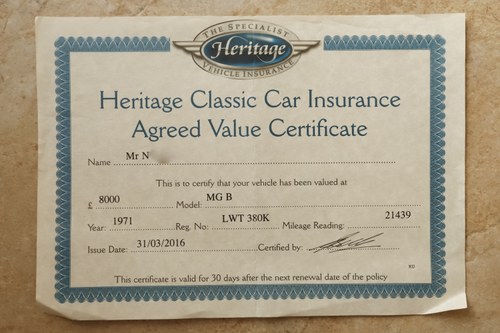 THE SPECIALIST
Heritage
VEHICLE INSURANCE
Heritage Classic Car Insurance
Agreed Value Certificate
Name Mr N
This is to certify that your vehicle has been valued at
£ 8000 Model: MG B
Year: 1971 Reg. No: LWT 380K Mileage Reading: 21439
Issue Date: 31/03/2016 Certified by:
This certificate is valid for 30 days after the next renewal date of the policy